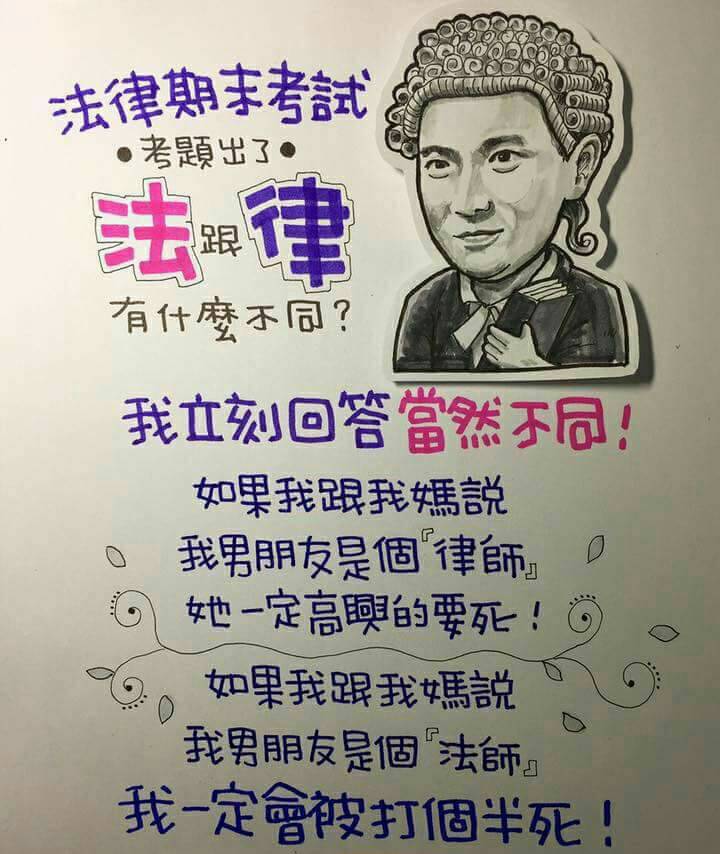 法律期末考試
•考題出了•
法跟律
有什麼不同?
我立刻回答當然不同!
如果我跟我媽說
我男朋友是個『律師』
她一定高興的要死!
如果我跟我媽說
我男朋友是個『法師』
我一定會被打個半死!